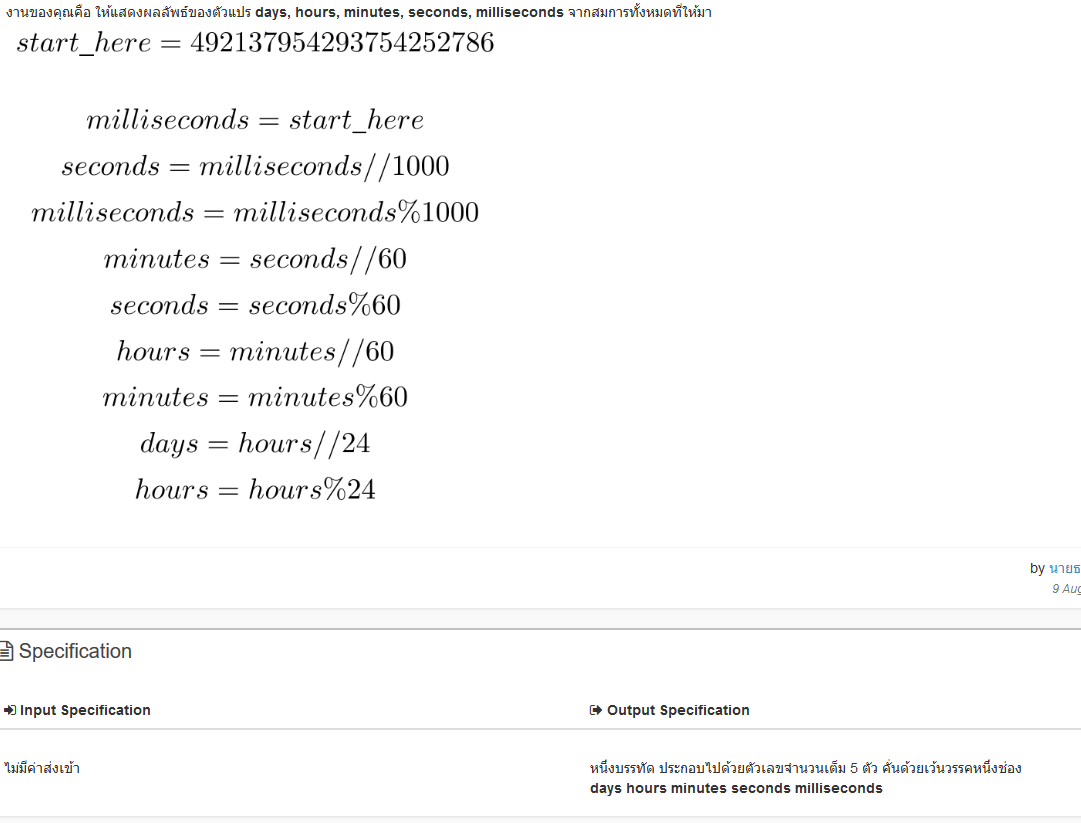 งานของคุณคือ ให้แสดงผลลัพธ์ของตัวแปร days, hours, minutes, seconds, milliseconds จากสมการทั้งหมดที่ให้มา
start_here = 492137954293754252786
milliseconds = start_here
seconds = milliseconds//1000
milliseconds = milliseconds%1000
minutes = seconds//60
seconds = seconds%60
hours = minutes//60
minutes = minutes%60
days = hours//24
hours = hours%24
by นายธ
9 Aug
Specification
Input Specification
Output Specification
ไม่มีค่าส่งเข้า
หนึ่งบรรทัด ประกอบไปด้วยตัวเลขจำนวนเต็ม 5 ตัว คั่นด้วยเว้นวรรคหนึ่งช่อง
days hours minutes seconds milliseconds